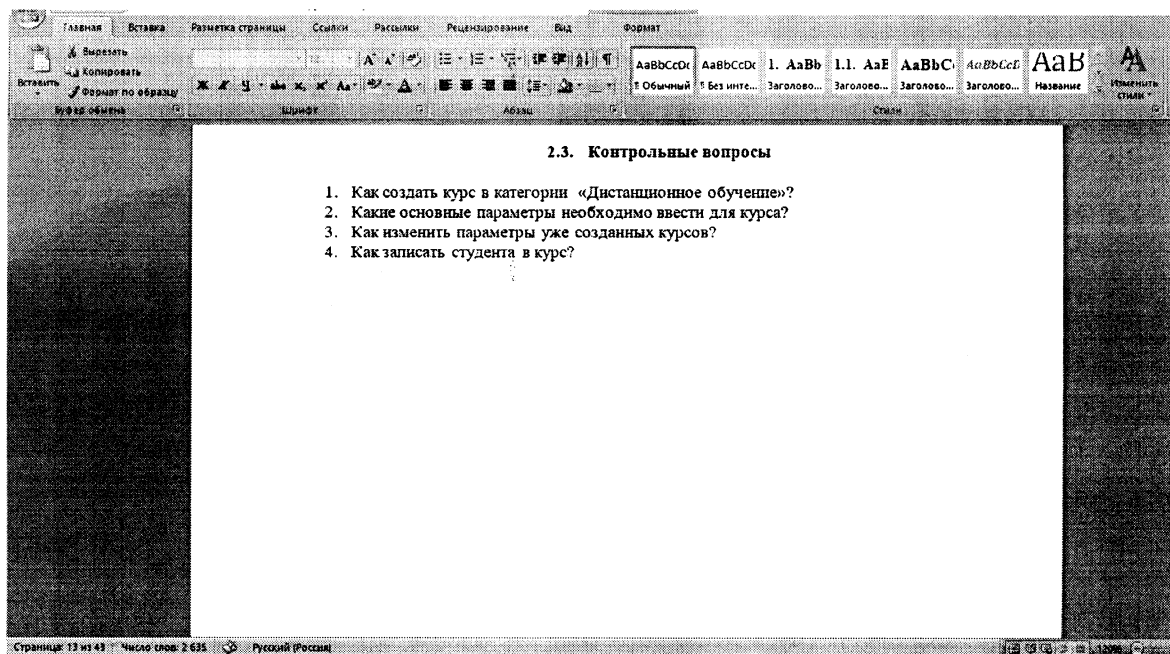 Главная Вставка Разметка страницы Ссылки Рассылки Рецензирование Вид Формат
Вырезать
Копировать
Формат по образцу
Вставить
Буфер обмена
Ж К Ч abe x, x² Aa
Шрифт
Абзац
AaBbCcDc AaBbCcDc 1. AaBb 1.1. AaE AaBbC AaBbCcD AaB
¶ Обычный ¶ Без инте... Заголово... Заголово... Заголово... Заголово... Название
Изменить стили
Стили
2.3. Контрольные вопросы
1. Как создать курс в категории «Дистанционное обучение»?
2. Какие основные параметры необходимо ввести для курса?
3. Как изменить параметры уже созданных курсов?
4. Как записать студента в курс?
Страница: 13 из 43 Число слов: 2 635 Русский (Россия) 120%